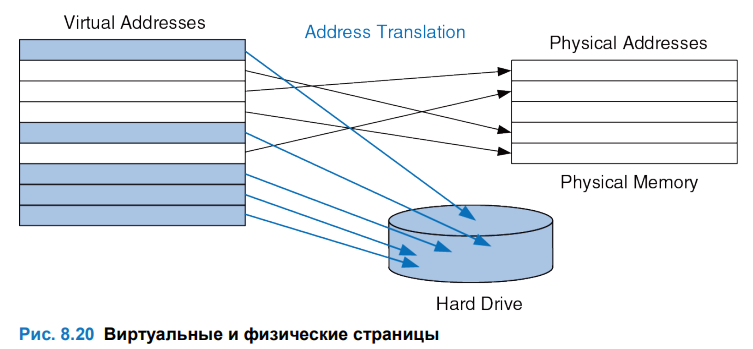 Virtual Addresses
Address Translation
Physical Addresses
Physical Memory
Hard Drive
Рис. 8.20 Виртуальные и физические страницы